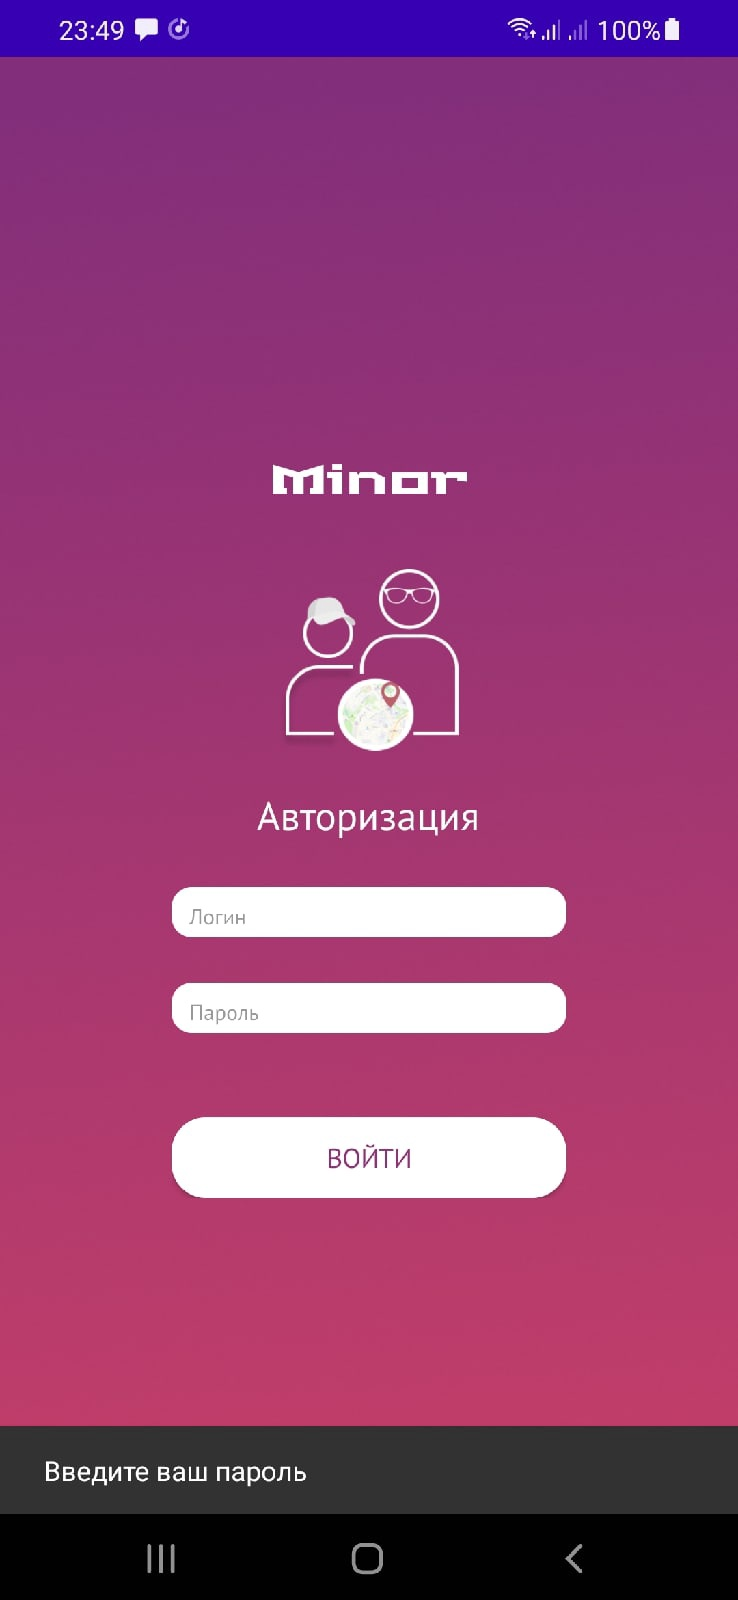 23:49 100%
Minor
Авторизация
Логин
Пароль
ВОЙТИ
Введите ваш пароль